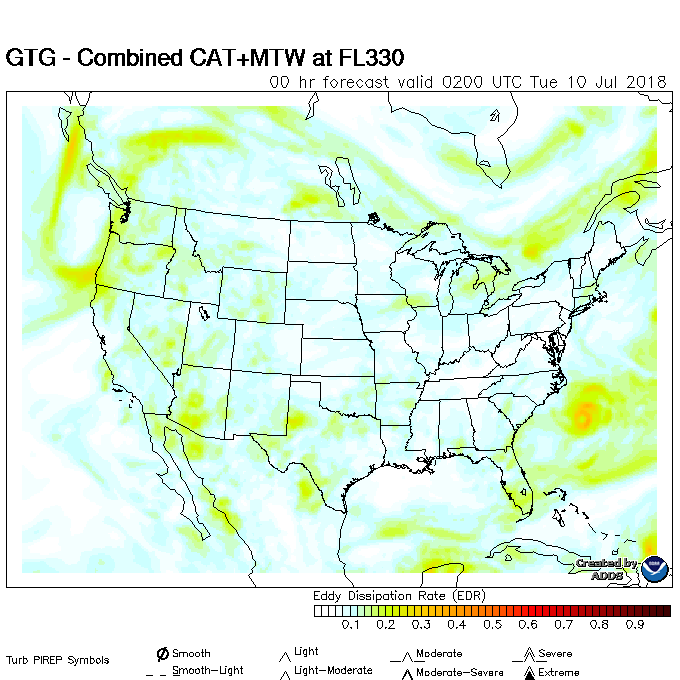 GTG - Combined CAT+MTW at FL330
00 hr forecast valid 0200 UTC Tue 10 Jul 2018
Created by
ADDS
Eddy Dissipation Rate (EDR)
0.1 0.2 0.3 0.4 0.5 0.6 0.7 0.8 0.9
Turb PIREP Symbols
Smooth
Light
Moderate
Severe
Smooth-Light
Light-Moderate
Moderate-Severe
Extreme